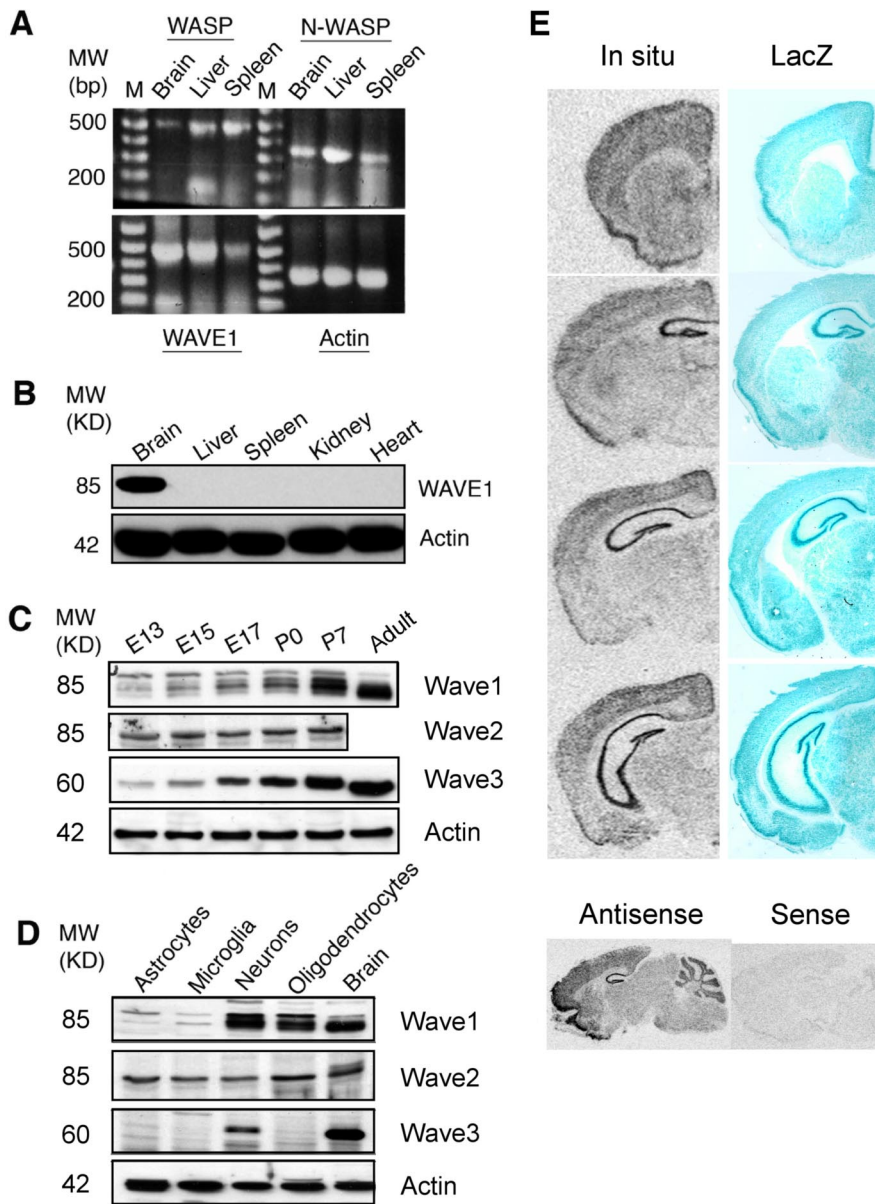 A
WASP N-WASP
MW
(bp)
M Brain Liver Spleen M Brain Liver Spleen
500
200
500
200
WAVE1 Actin
B
MW
(KD)
Brain Liver Spleen Kidney Heart
85 WAVE1
42 Actin
C
MW
(KD)
E13 E15 E17 P0 P7 Adult
85 Wave1
85 Wave2
60 Wave3
42 Actin
D
MW
(KD)
Astrocytes Microglia Neurons Oligodendrocytes Brain
85 Wave1
85 Wave2
60 Wave3
42 Actin
E
In situ LacZ
Antisense Sense